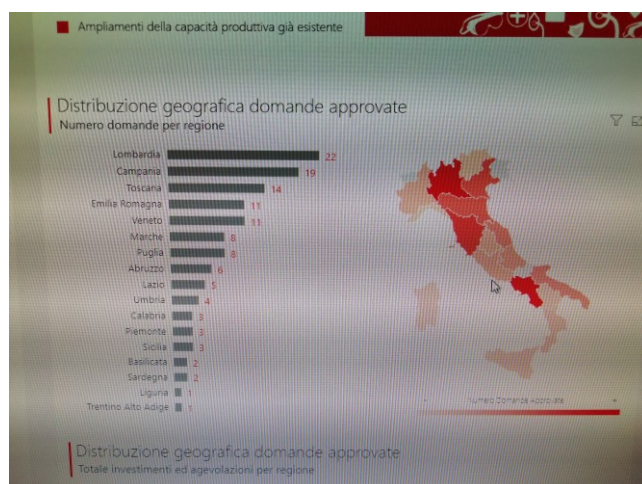 Ampliamenti della capacità produttiva già esistente
Distribuzione geografica domande approvate
Numero domande per regione
Lombardia 22
Campania 19
Toscana 14
Emilia Romagna 11
Veneto 11
Marche 8
Puglia 8
Abruzzo 6
Lazio 5
Umbria 4
Calabria 3
Piemonte 3
Sicilia 3
Basilicata 2
Sardegna 2
Liguria 1
Trentino Alto Adige 1
- Numero Domande Approvate +
Distribuzione geografica domande approvate
Totale investimenti ed agevolazioni per regione